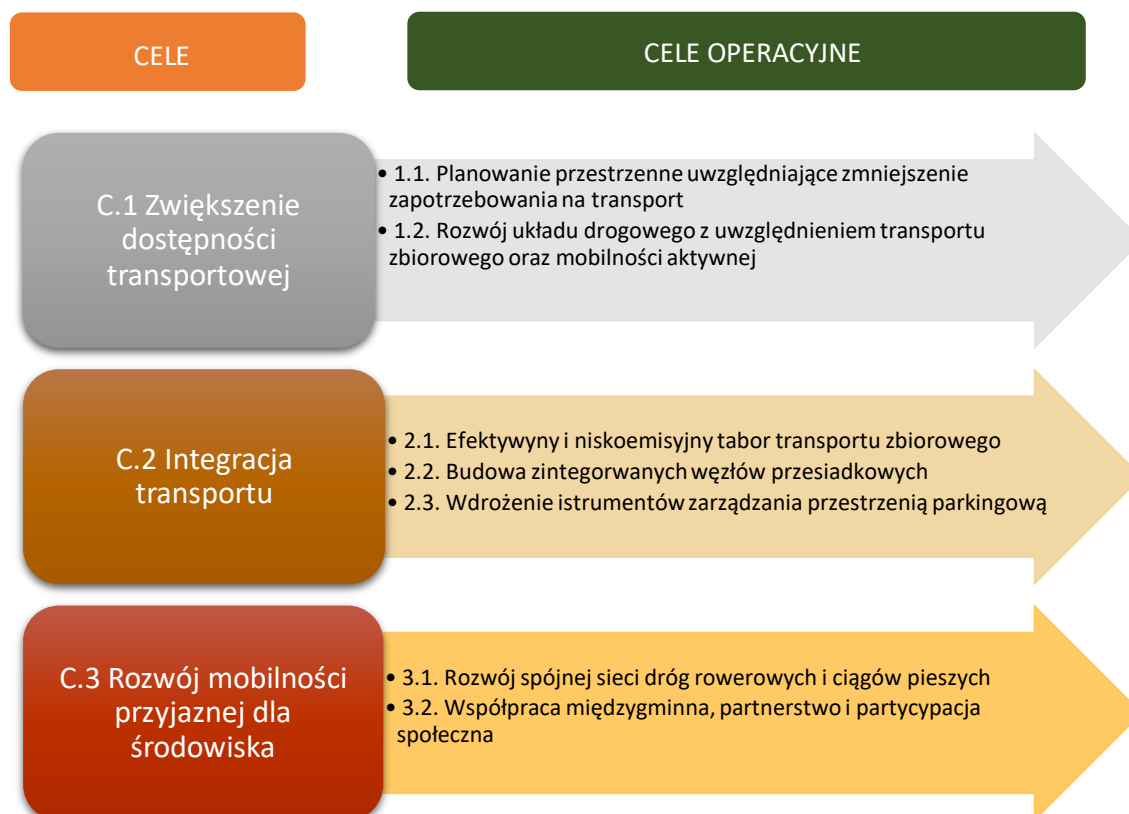 CELE
CELE OPERACYJNE
C.1 Zwiększenie
dostępności
transportowej
• 1.1. Planowanie przestrzenne uwzględniające zmniejszenie
zapotrzebowania na transport
• 1.2. Rozwój układu drogowego z uwzględnieniem transportu
zbiorowego oraz mobilności aktywnej
C.2 Integracja
transportu
• 2.1. Efektywyny i niskoemisyjny tabor transportu zbiorowego
• 2.2. Budowa zintegorwanych węzłów przesiadkowych
• 2.3. Wdrożenie istrumentów zarządzania przestrzenią parkingową
C.3 Rozwój mobilności
przyjaznej dla
środowiska
• 3.1. Rozwój spójnej sieci dróg rowerowych i ciągów pieszych
• 3.2. Współpraca międzygminna, partnerstwo i partycypacja
społeczna